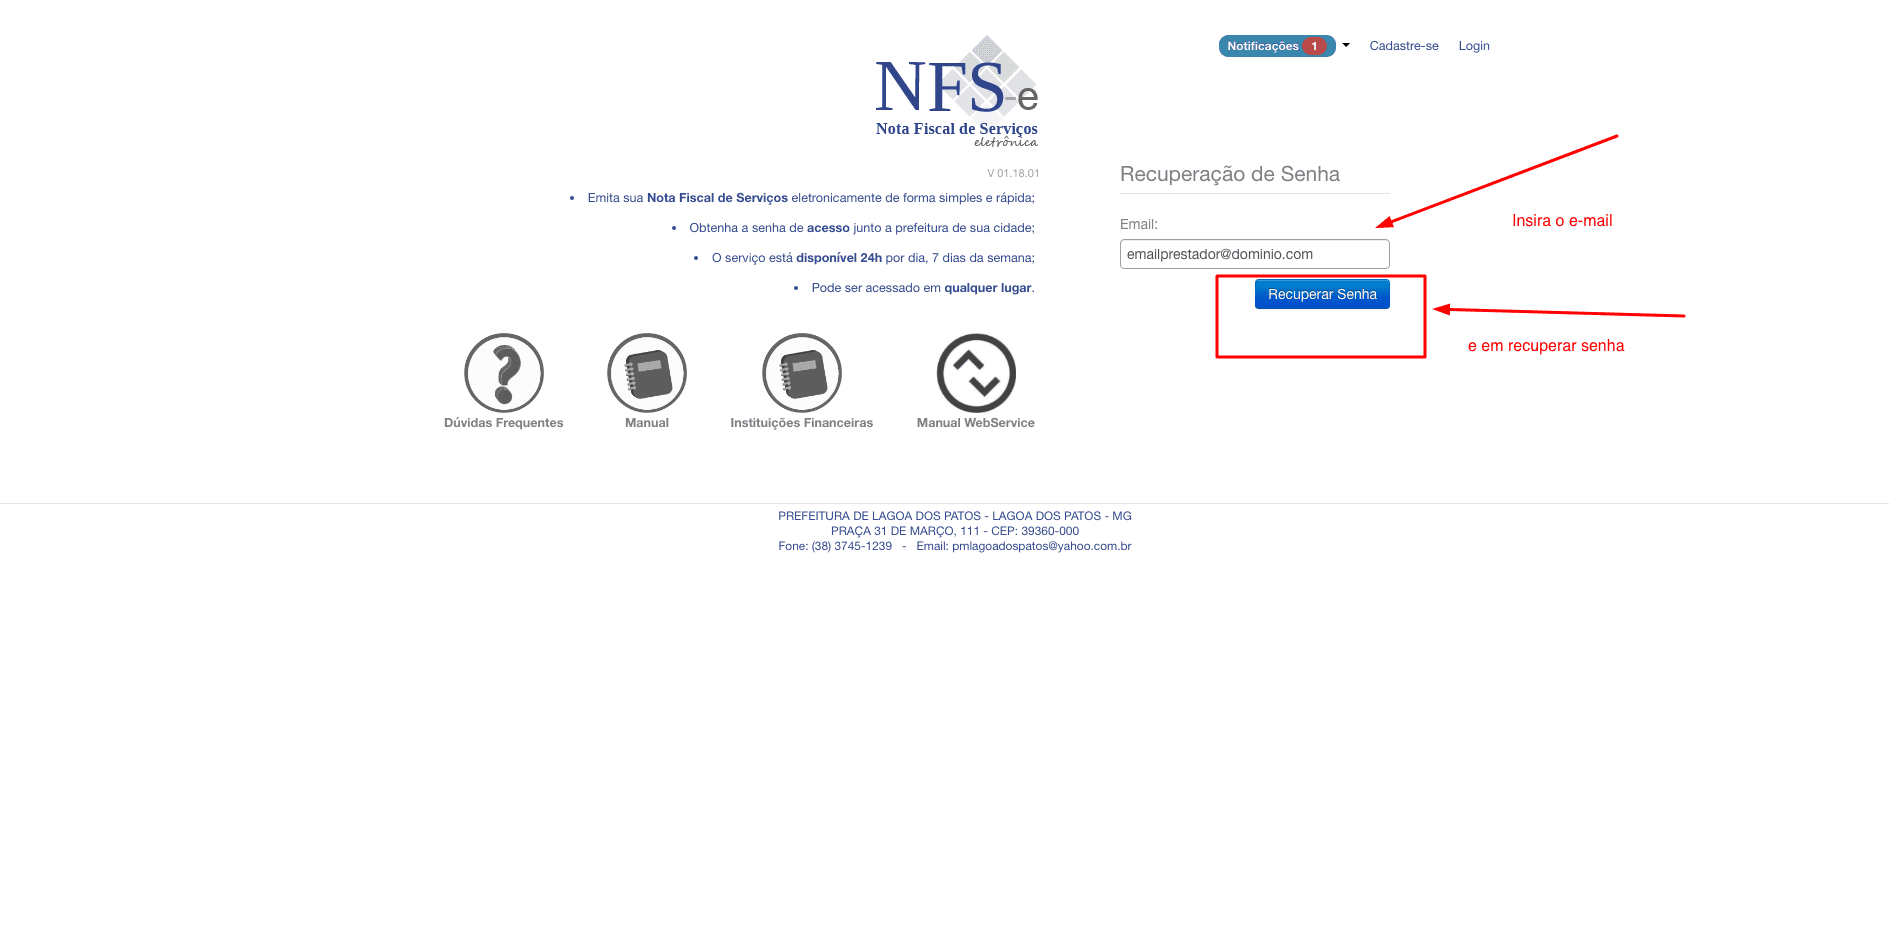 Notificações 1 Cadastre-se Login
NFS-e
Nota Fiscal de Serviços
eletrônica
V 01.18.01
• Emita sua Nota Fiscal de Serviços eletronicamente de forma simples e rápida;
• Obtenha a senha de acesso junto a prefeitura de sua cidade;
• O serviço está disponível 24h por dia, 7 dias da semana;
• Pode ser acessado em qualquer lugar.
Dúvidas Frequentes
Manual
Instituições Financeiras
Manual WebService
Recuperação de Senha
Email:
emailprestador@dominio.com
Recuperar Senha
Insira o e-mail
e em recuperar senha
PREFEITURA DE LAGOA DOS PATOS - LAGOA DOS PATOS - MG
PRAÇA 31 DE MARÇO, 111 - CEP: 39360-000
Fone: (38) 3745-1239 - Email: pmlagoadospatos@yahoo.com.br